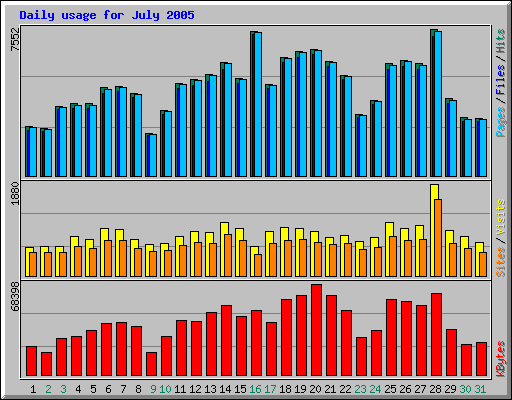 Daily usage for July 2005
7552
Pages / Files / Hits
1880
Sites / Visits
68398
KBytes
1 2 3 4 5 6 7 8 9 10 11 12 13 14 15 16 17 18 19 20 21 22 23 24 25 26 27 28 29 30 31